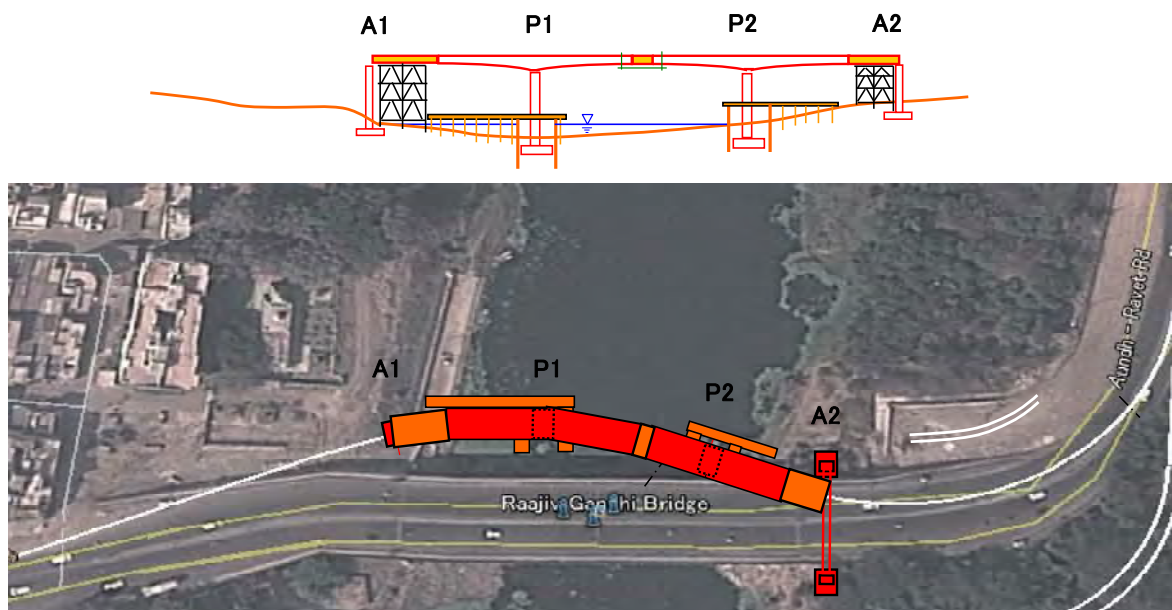 A1
P1
P2
A2
A1
P1
P2
A2
Aundh - Ravet Rd
Raajiv Gandhi Bridge